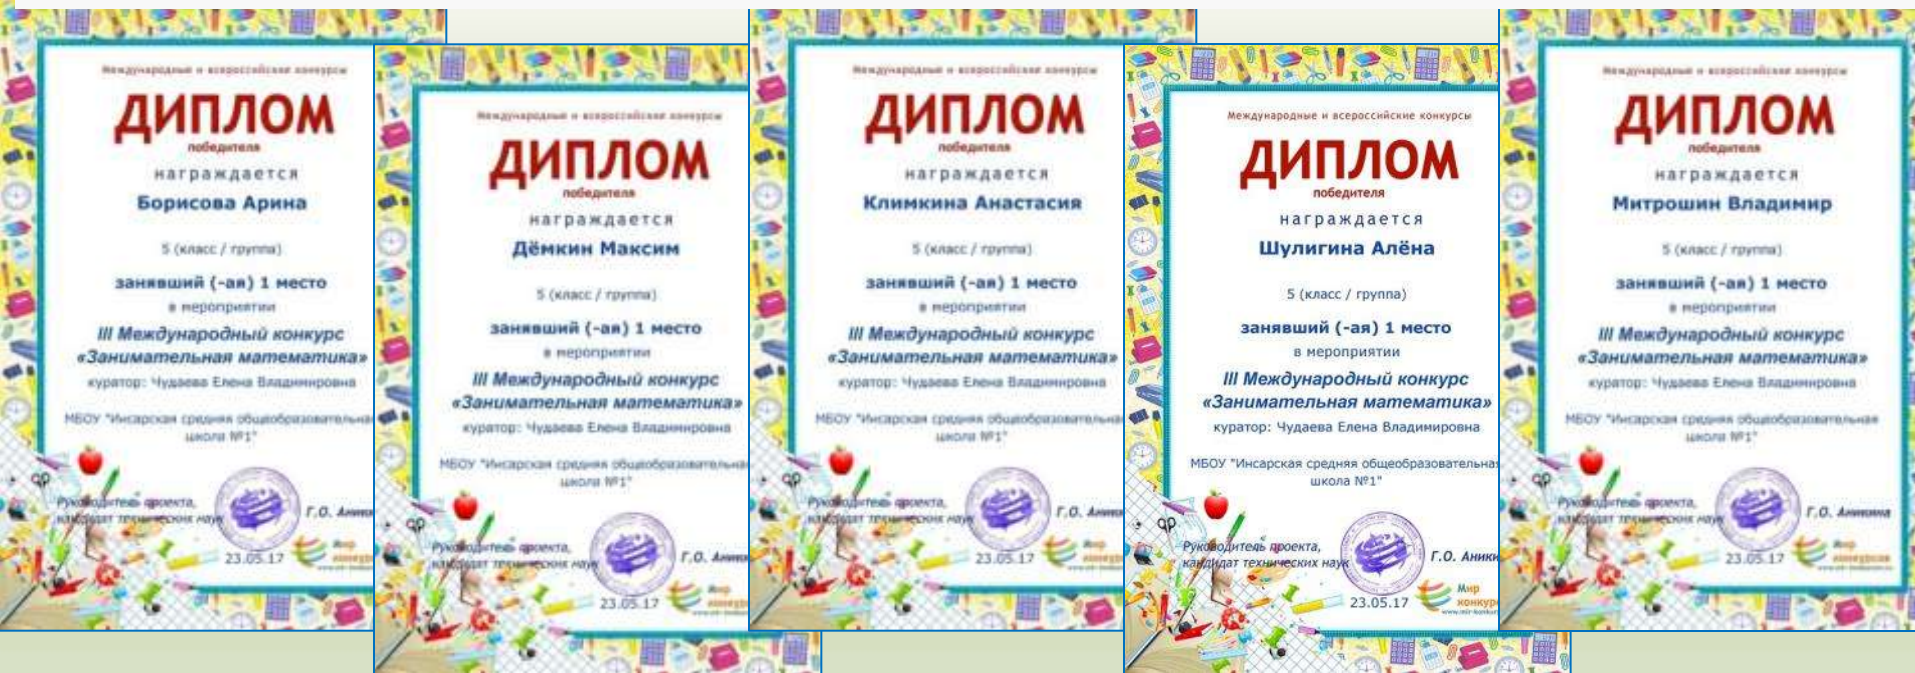 Международные и всероссийские конкурсы
ДИПЛОМ
победителя
награждается
Борисова Арина
5 (класс / группа)
занявший (-ая) 1 место
в мероприятии
III Международный конкурс
«Занимательная математика»
куратор: Чудаева Елена Владимировна
МБОУ "Инсарская средняя общеобразовательная
школа №1"
Руководитель проекта,
кандидат технических наук
Г.О. Аники
23.05.17
Мир
Международные и всероссийские конкурсы
ДИПЛОМ
победителя
награждается
Дёмкин Максим
5 (класс / группа)
занявший (-ая) 1 место
в мероприятии
III Международный конкурс
«Занимательная математика»
куратор: Чудаева Елена Владимировна
МБОУ "Инсарская средняя общеобразовательна
школа №1"
Руководитель проекта,
кандидат технических наук
Г.О. Аники
23.05.17
Мир
Международные и всероссийские конкурсы
ДИПЛОМ
победителя
награждается
Климкина Анастасия
5 (класс / группа)
занявший (-ая) 1 место
в мероприятии
III Международный конкурс
«Занимательная математика»
куратор: Чудаева Елена Владимировна
МБОУ "Инсарская средняя общеобразовательная
школа №1"
Руководитель проекта,
кандидат технических наук
Г.О. Аники
23.05.17
Мир
Международные и всероссийские конкурсы
ДИПЛОМ
победителя
награждается
Шулигина Алёна
5 (класс / группа)
занявший (-ая) 1 место
в мероприятии
III Международный конкурс
«Занимательная математика»
куратор: Чудаева Елена Владимировна
МБОУ "Инсарская средняя общеобразовательная
школа №1"
Руководитель проекта,
кандидат технических наук
Г.О. Аники
23.05.17
Мир
конкур
Международные и всероссийские конкурсы
ДИПЛОМ
победителя
награждается
Митрошин Владимир
5 (класс / группа)
занявший (-ая) 1 место
в мероприятии
III Международный конкурс
«Занимательная математика»
куратор: Чудаева Елена Владимировна
МБОУ "Инсарская средняя общеобразовательная
школа №1"
Руководитель проекта,
кандидат технических наук
Г.О. Аникина
23.05.17
Мир
конкурсов